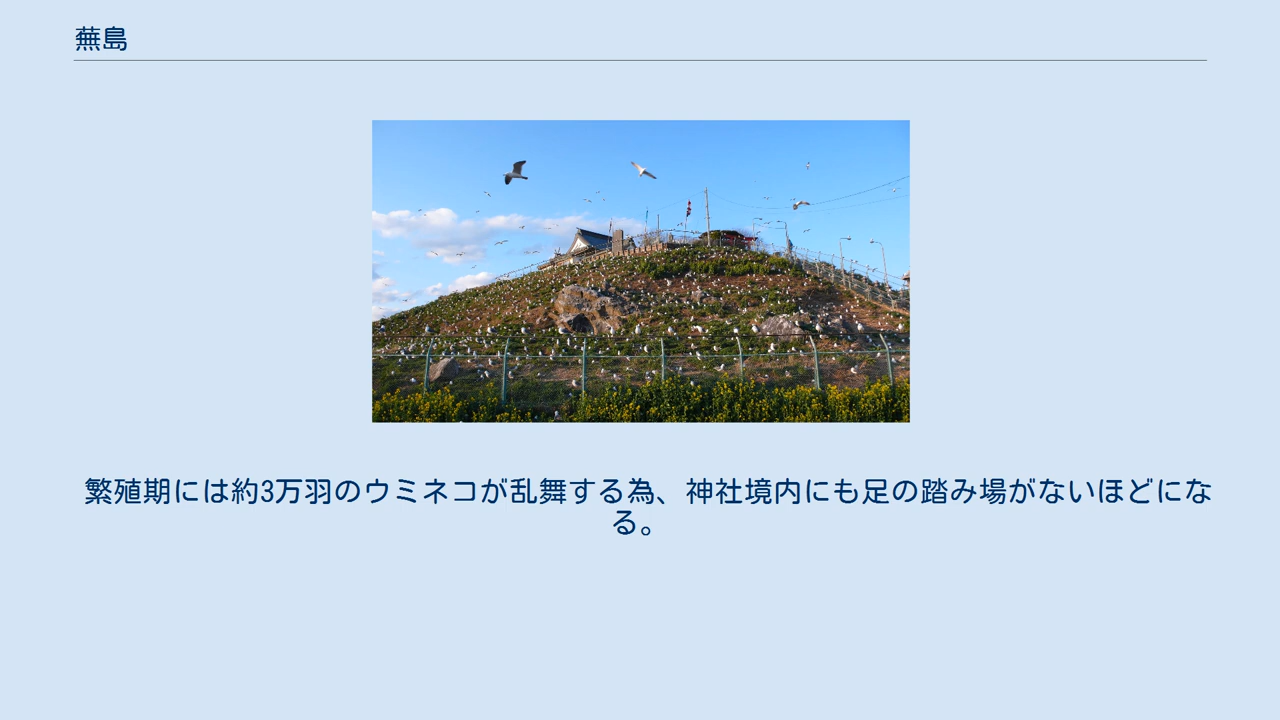 蕪島
繁殖期には約3万羽のウミネコが乱舞する為、神社境内にも足の踏み場がないほどにな
る。